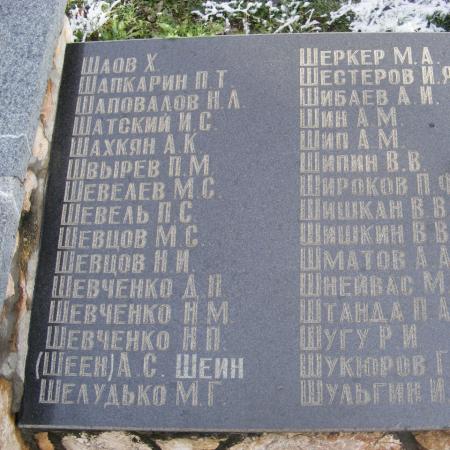 Шаов Х.
Шапкарин П.Т.
Шаповалов Н.Л.
Шатский И.С.
Шахкян А.К.
Швырев П.М.
Шевелев М.С.
Шевель П.С.
Шевцов М.С.
Шевцов Н.И.
Шевченко Д.П.
Шевченко Н.М.
Шевченко Н.П.
(Шеен)А.С. Шеин
Шелудько М.Г.
Шеркер М.А.
Шестеров И.Я
Шибаев А.И.
Шин А.М.
Шип А.М.
Шипин В.В.
Широков П.Ф
Шишкан В.В
Шишкин В.В
Шматов А.А
Шнейвас М
Штанда П.А
Шугу Р.И
Шукюров Г
Шульгин И